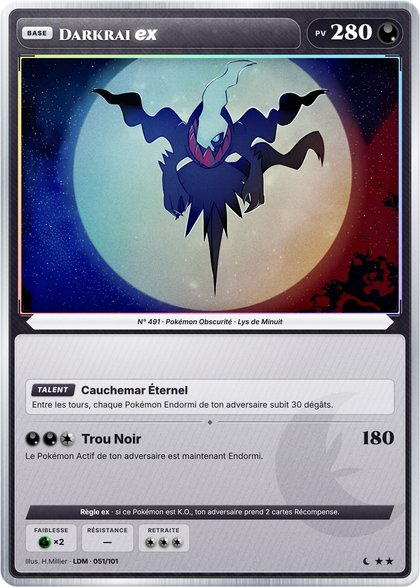 BASE Darkrai ex PV 280
N° 491 · Pokémon Obscurité · Lys de Minuit
TALENT Cauchemar Éternel
Entre les tours, chaque Pokémon Endormi de ton adversaire subit 30 dégâts.
Trou Noir 180
Le Pokémon Actif de ton adversaire est maintenant Endormi.
Règle ex · si ce Pokémon est K.O., ton adversaire prend 2 cartes Récompense.
FAIBLESSE RÉSISTANCE RETRAITE
×2 —
Illus. H.Millier · LDM · 051/101